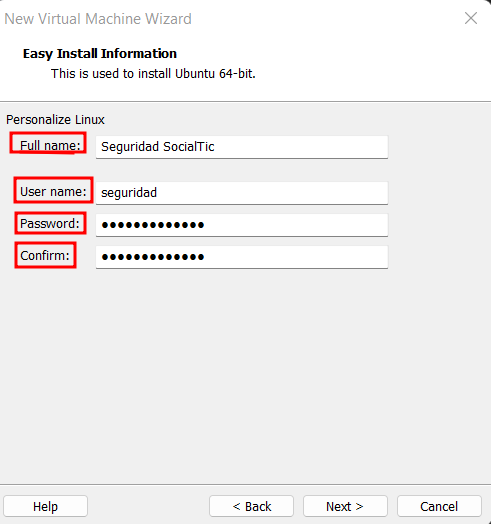 New Virtual Machine Wizard
Easy Install Information
This is used to install Ubuntu 64-bit.
Personalize Linux
Full name: Seguridad SocialTic
User name: seguridad
Password: ●●●●●●●●●●●●●
Confirm: ●●●●●●●●●●●●●
Help < Back Next > Cancel